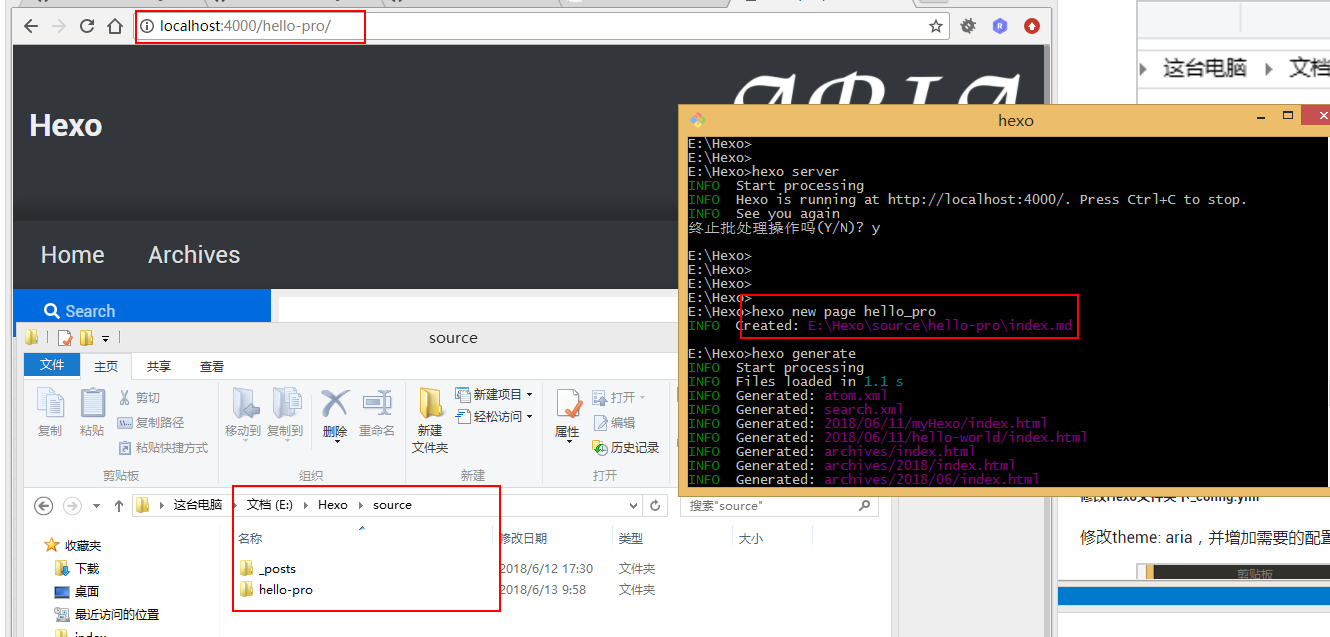 localhost:4000/hello-pro/
ARIA
Hexo
Home
Archives
Search
这台电脑
文档
hexo
E:\Hexo>
E:\Hexo>
E:\Hexo>hexo server
INFO  Start processing
INFO  Hexo is running at http://localhost:4000/. Press Ctrl+C to stop.
INFO  See you again
终止批处理操作吗(Y/N)? y
E:\Hexo>
E:\Hexo>
E:\Hexo>
E:\Hexo>
E:\Hexo>hexo new page hello_pro
INFO  Created: E:\Hexo\source\hello-pro\index.md
E:\Hexo>hexo generate
INFO  Start processing
INFO  Files loaded in 1.1 s
INFO  Generated: atom.xml
INFO  Generated: search.xml
INFO  Generated: 2018/06/11/myHexo/index.html
INFO  Generated: 2018/06/11/hello-world/index.html
INFO  Generated: archives/index.html
INFO  Generated: archives/2018/index.html
INFO  Generated: archives/2018/06/index.html
source
文件 主页 共享 查看
复制
粘贴
剪切
复制路径
粘贴快捷方式
剪贴板
移动到 复制到
删除 重命名
组织
新建
文件夹
新建项目
轻松访问
新建
属性
打开
编辑
历史记录
打开
这台电脑 文档 (E:) Hexo source
搜索"source"
名称 修改日期 类型 大小
_posts 2018/6/12 17:30 文件夹
hello-pro 2018/6/13 9:58 文件夹
收藏夹
下载
桌面
最近访问的位置
index
修改Hexo文件夹下_config.yml
修改theme: aria，并增加需要的配置
剪贴板